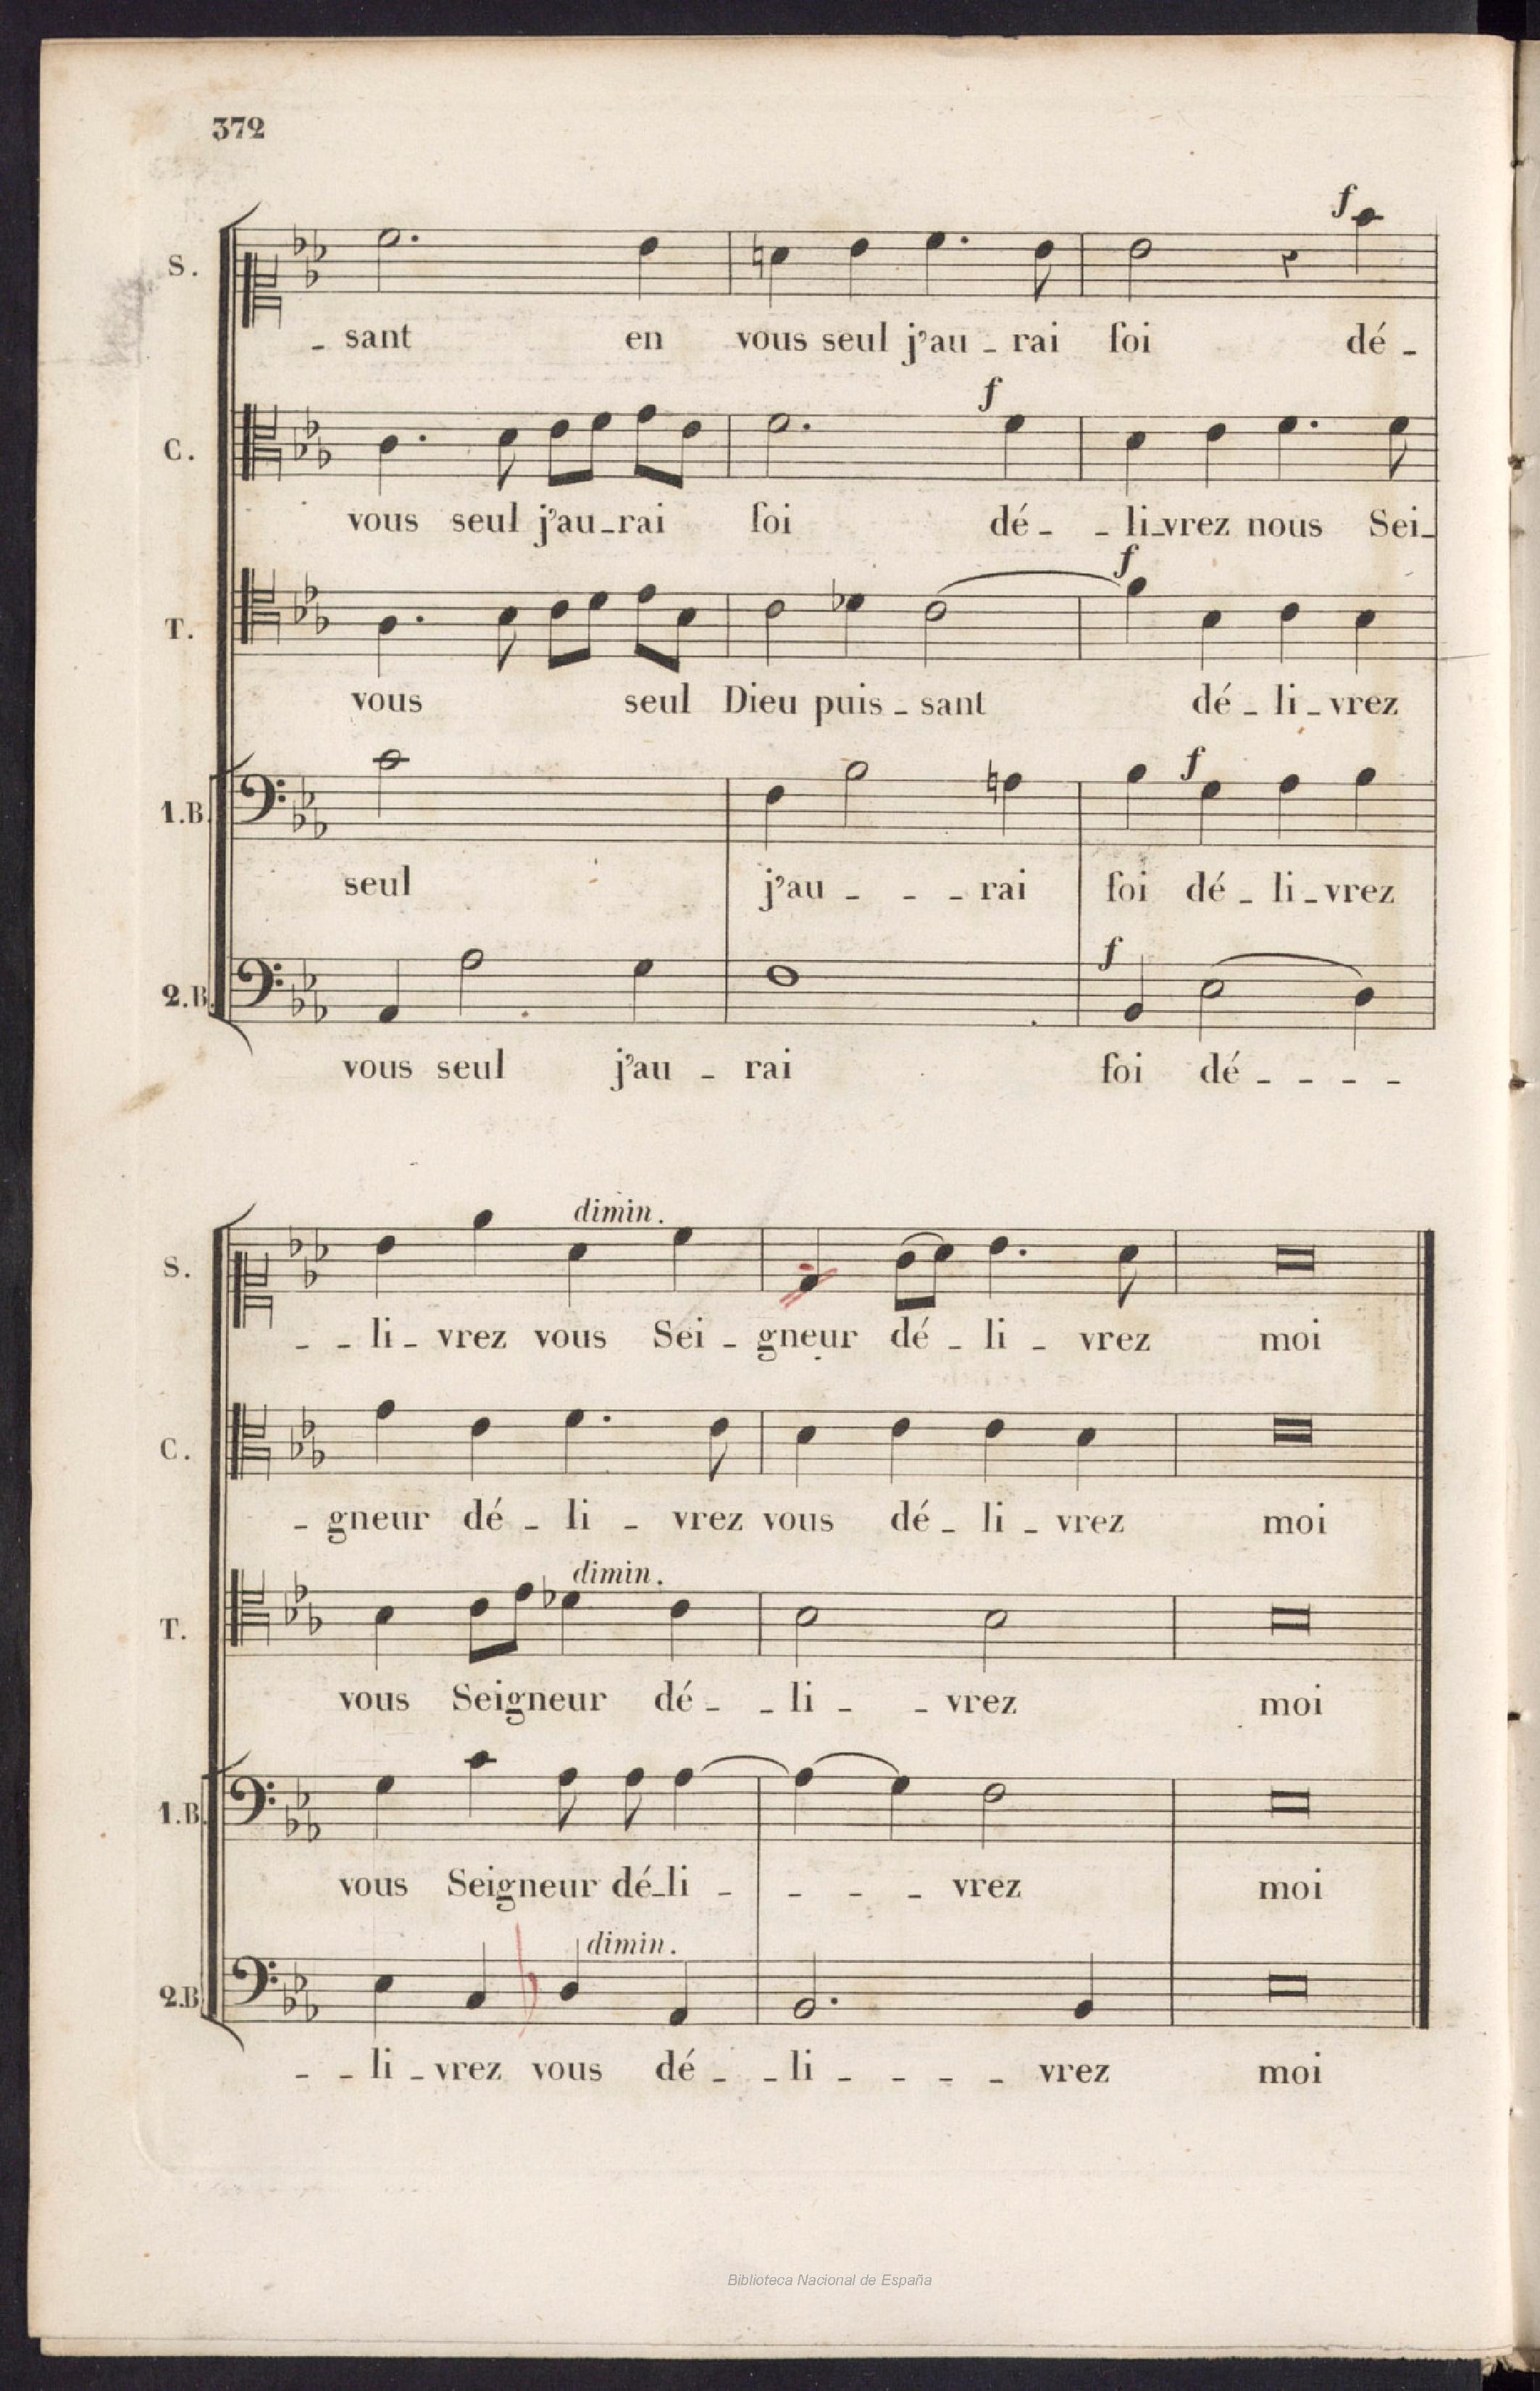 372
f
S.
- sant en vous seul j'au - rai foi dé -
f
C.
vous seul j'au - rai foi dé - - li - vrez nous Sei -
f
T.
vous seul Dieu puis - sant dé - li - vrez
f
1.B.
seul j'au - - - rai foi dé - li - vrez
f
2.B.
vous seul j'au - rai foi dé - - - -
dimin.
S.
- - li - vrez vous Sei - gneur dé - li - vrez moi
C.
- gneur dé - li - vrez vous dé - li - vrez moi
dimin.
T.
vous Seigneur dé - - li - - vrez moi
1.B.
vous Seigneur dé - li - - - - vrez moi
dimin.
2.B.
- - li - vrez vous dé - - li - - - - vrez moi
Biblioteca Nacional de España